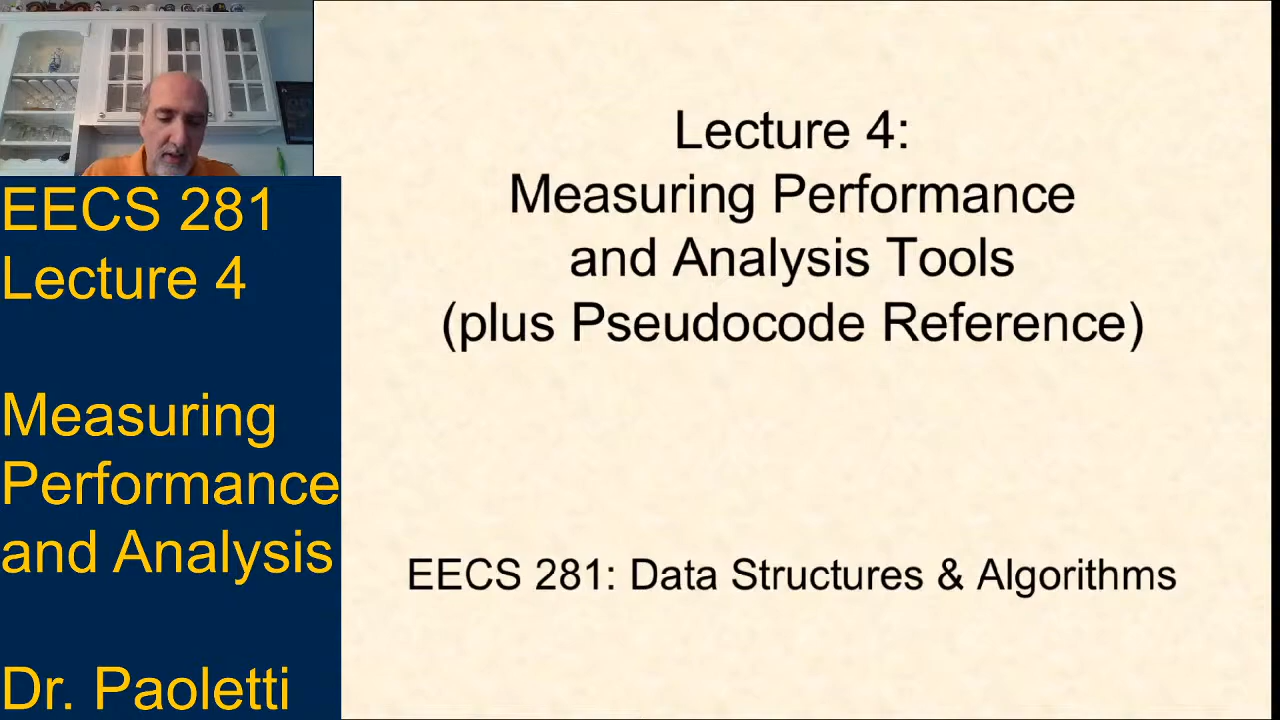 EECS 281
Lecture 4
Measuring
Performance
and Analysis
Dr. Paoletti
Lecture 4:
Measuring Performance
and Analysis Tools
(plus Pseudocode Reference)
EECS 281: Data Structures & Algorithms